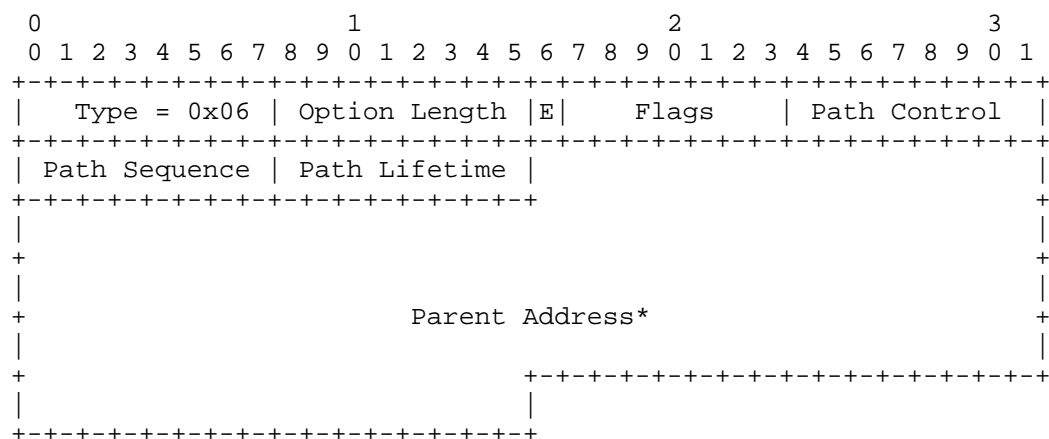 0                   1                   2                   3
 0 1 2 3 4 5 6 7 8 9 0 1 2 3 4 5 6 7 8 9 0 1 2 3 4 5 6 7 8 9 0 1
+-+-+-+-+-+-+-+-+-+-+-+-+-+-+-+-+-+-+-+-+-+-+-+-+-+-+-+-+-+-+-+-+
|   Type = 0x06 | Option Length |E|    Flags    | Path Control  |
+-+-+-+-+-+-+-+-+-+-+-+-+-+-+-+-+-+-+-+-+-+-+-+-+-+-+-+-+-+-+-+-+
| Path Sequence | Path Lifetime |                               |
+-+-+-+-+-+-+-+-+-+-+-+-+-+-+-+-+                               +
|                                                               |
+                                                               +
|                                                               |
+                        Parent Address*                        +
|                                                               |
+                               +-+-+-+-+-+-+-+-+-+-+-+-+-+-+-+-+
|                               |
+-+-+-+-+-+-+-+-+-+-+-+-+-+-+-+-+